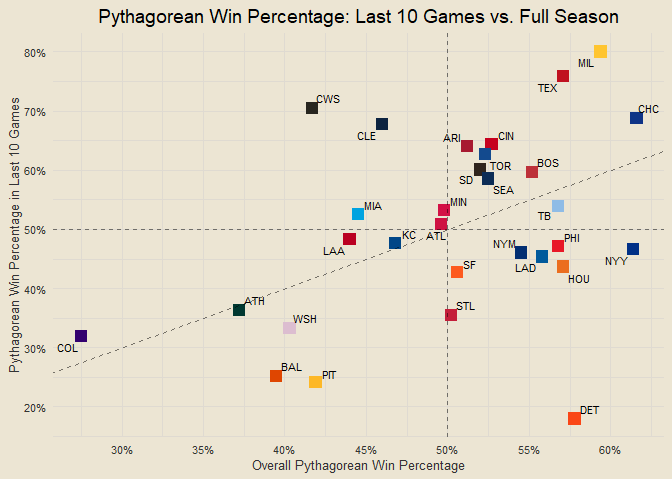 Pythagorean Win Percentage: Last 10 Games vs. Full Season
80%
MIL
TEX
70%
CWS
CHC
CLE
ARI
CIN
60%
TOR
BOS
SD
SEA
MIA
MIN
TB
50%
ATL
KC
LAA
NYM
PHI
LAD
NYY
SF
HOU
40%
ATH
STL
WSH
COL
30%
BAL
PIT
20%
DET
30%
35%
40%
45%
50%
55%
60%
Overall Pythagorean Win Percentage
Pythagorean Win Percentage in Last 10 Games